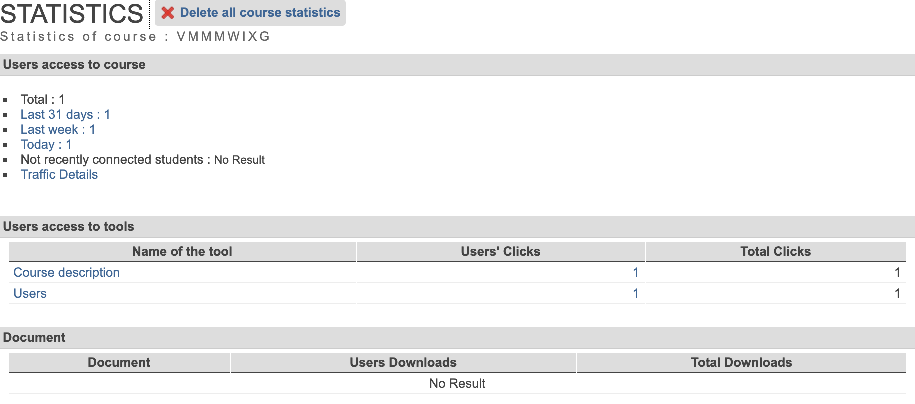 STATISTICS Delete all course statistics
Statistics of course : VMMMWIXG
Users access to course
Total : 1
Last 31 days : 1
Last week : 1
Today : 1
Not recently connected students : No Result
Traffic Details
Users access to tools
Name of the tool Users' Clicks Total Clicks
Course description 1 1
Users 1 1
Document
Document Users Downloads Total Downloads
No Result